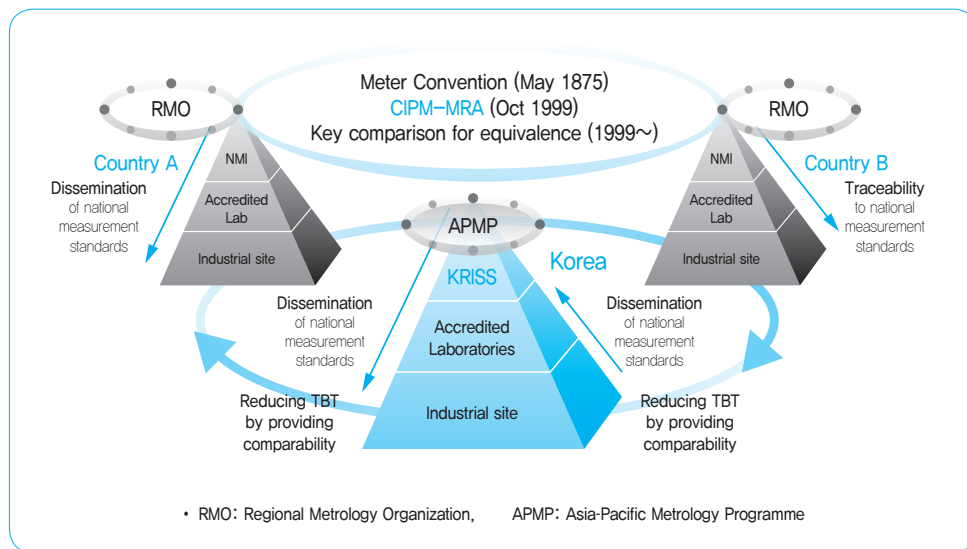 Meter Convention (May 1875)
CIPM-MRA (Oct 1999)
Key comparison for equivalence (1999~)
RMO
RMO
Country A
Dissemination
of national
measurement
standards
NMI
Accredited
Lab
Industrial site
NMI
Accredited
Lab
Industrial site
Country B
Traceability
to national
measurement
standards
APMP
Korea
KRISS
Accredited
Laboratories
Industrial site
Dissemination
of national
measurement
standards
Dissemination
of national
measurement
standards
Reducing TBT
by providing
comparability
Reducing TBT
by providing
comparability
• RMO: Regional Metrology Organization, APMP: Asia-Pacific Metrology Programme